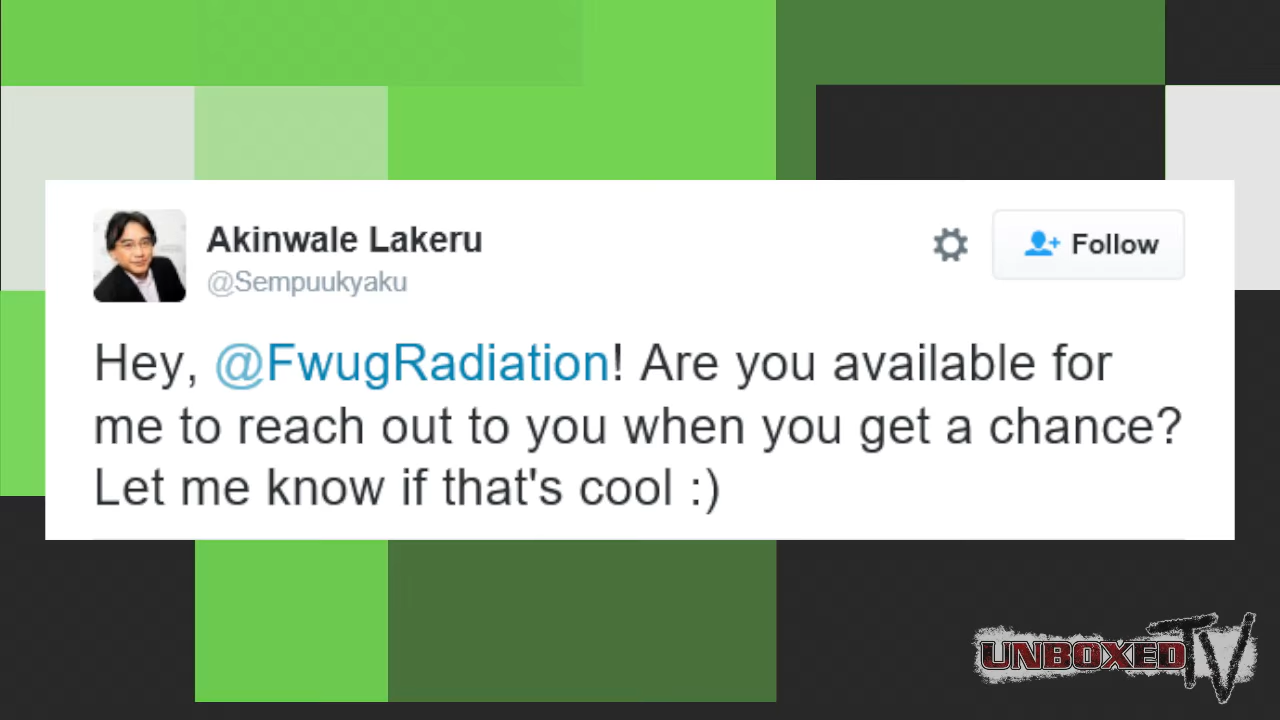 Akinwale Lakeru
@Sempuukyaku
Follow
Hey, @FwugRadiation! Are you available for
me to reach out to you when you get a chance?
Let me know if that's cool :)
UNBOXED TV